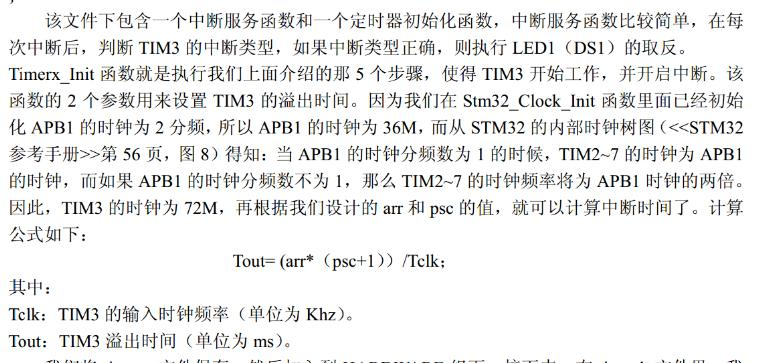 该文件下包含一个中断服务函数和一个定时器初始化函数，中断服务函数比较简单，在每
次中断后，判断 TIM3 的中断类型，如果中断类型正确，则执行 LED1（DS1）的取反。
Timerx_Init 函数就是执行我们上面介绍的那 5 个步骤，使得 TIM3 开始工作，并开启中断。该
函数的 2 个参数用来设置 TIM3 的溢出时间。因为我们在 Stm32_Clock_Init 函数里面已经初始
化 APB1 的时钟为 2 分频，所以 APB1 的时钟为 36M，而从 STM32 的内部时钟树图（<<STM32
参考手册>>第 56 页，图 8）得知：当 APB1 的时钟分频数为 1 的时候，TIM2~7 的时钟为 APB1
的时钟，而如果 APB1 的时钟分频数不为 1，那么 TIM2~7 的时钟频率将为 APB1 时钟的两倍。
因此，TIM3 的时钟为 72M，再根据我们设计的 arr 和 psc 的值，就可以计算中断时间了。计算
公式如下：
Tout= (arr*（psc+1））/Tclk；
其中：
Tclk：TIM3 的输入时钟频率（单位为 Khz）。
Tout：TIM3 溢出时间（单位为 ms）。